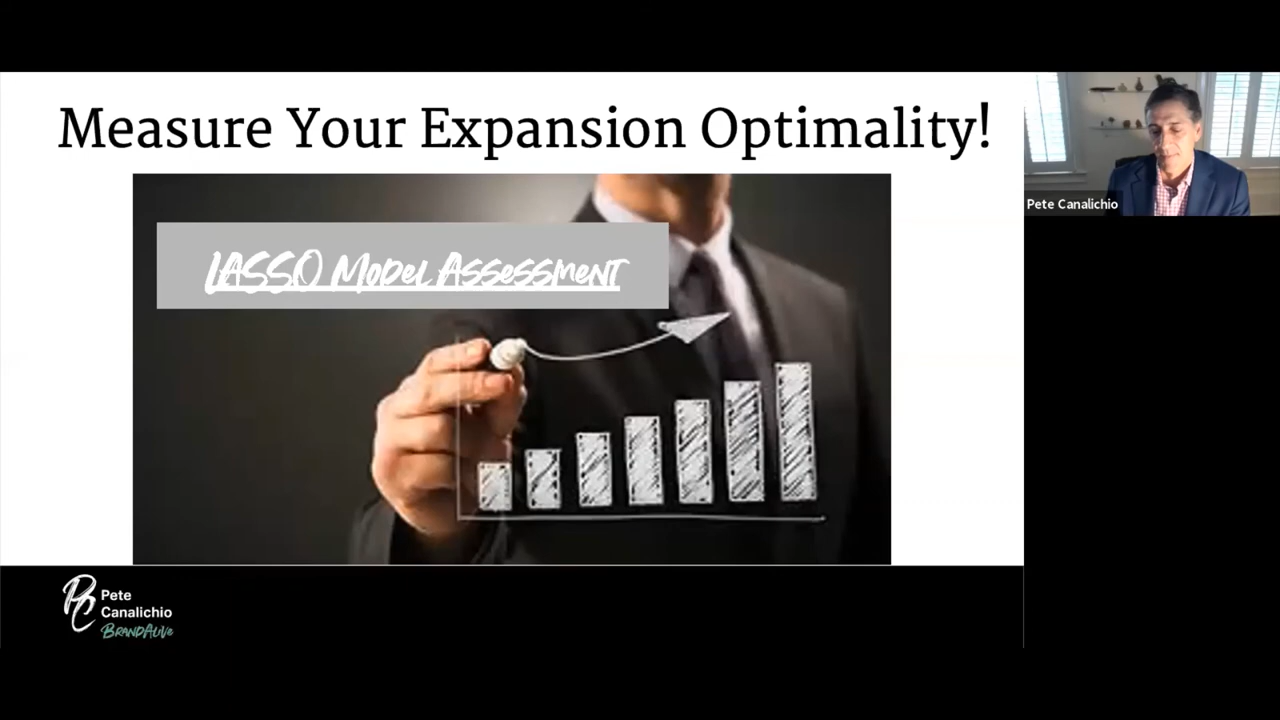 Measure Your Expansion Optimality!
LASSO Model Assessment
Pete Canalichio
Pete
Canalichio
BRANDALIVE